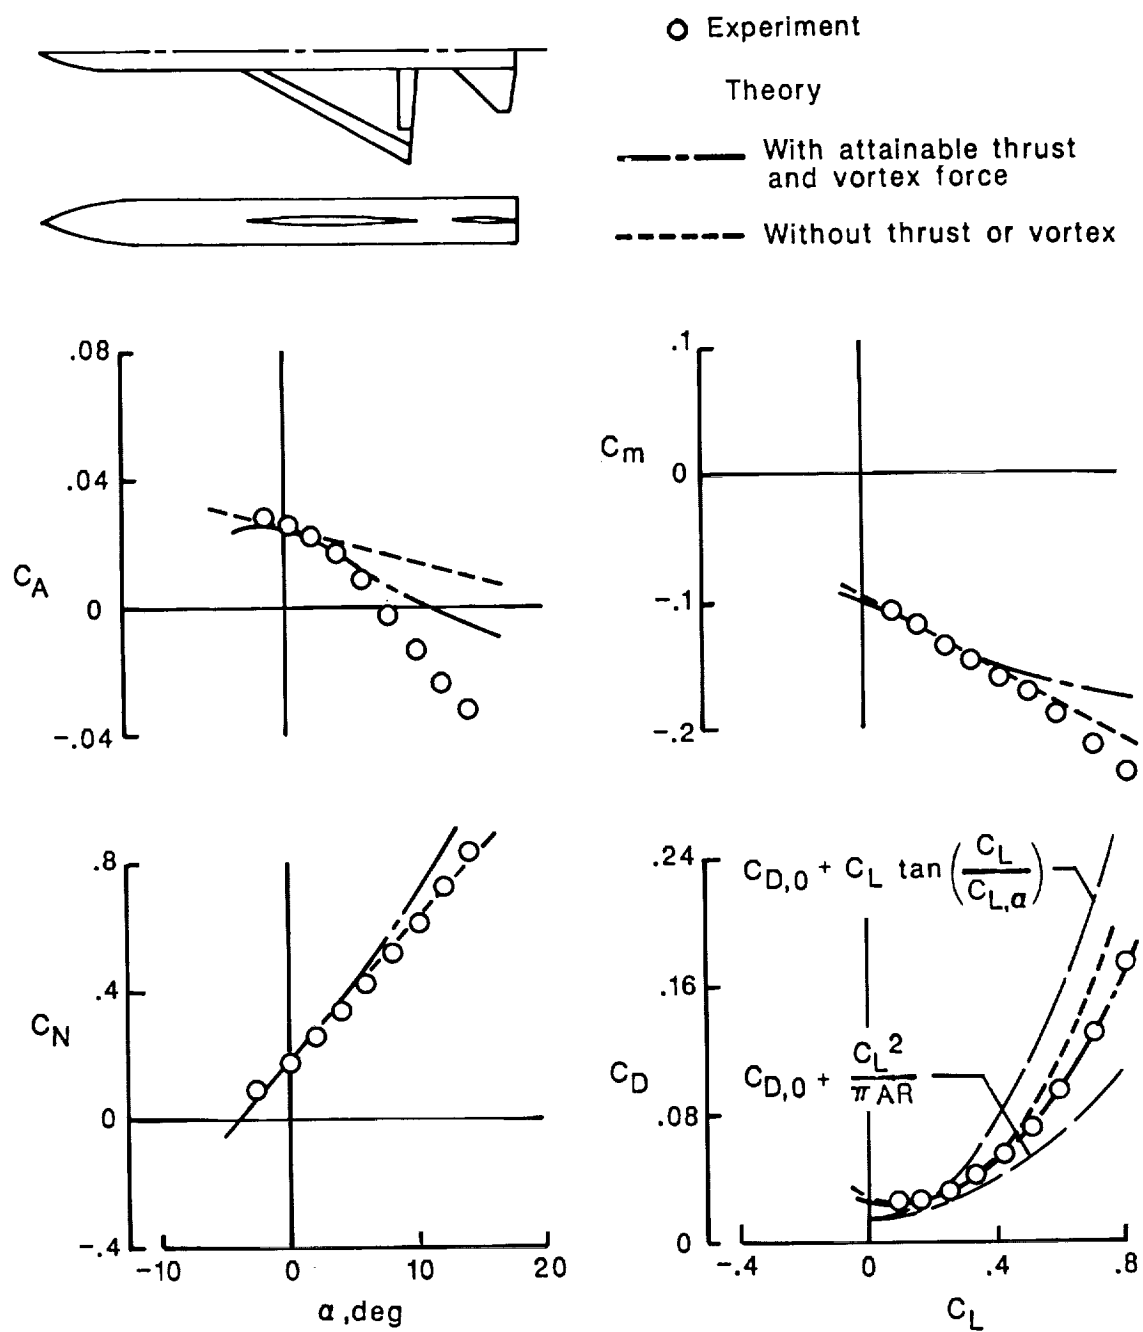 Experiment
Theory
With attainable thrust
and vortex force
Without thrust or vortex
.08
.04
C_A
0
-.04
.1
C_m
0
-.1
-.2
.8
.4
C_N
0
-.4
-10 0 10 20
α,deg
.24
C_D,0 + C_L tan(C_L/C_L,α)
.16
C_D
C_D,0 + C_L²/πAR
.08
0
-.4 0 .4 .8
C_L